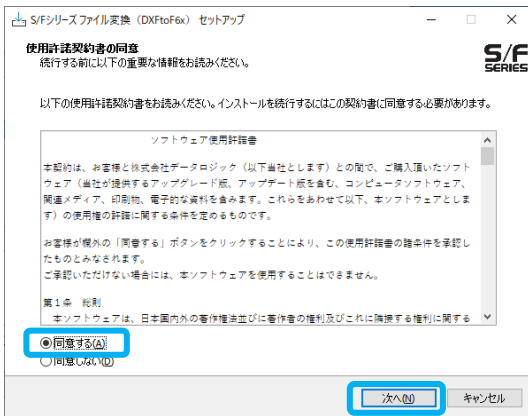 S/Fシリーズ ファイル変換（DXFtoF6x） セットアップ
使用許諾契約書の同意
続行する前に以下の重要な情報をお読みください。
S/F
SERIES
以下の使用許諾契約書をお読みください。インストールを続行するにはこの契約書に同意する必要があります。
ソフトウェア使用許諾書
本契約は、お客様と株式会社データロジック（以下当社とします）との間で、ご購入頂いたソフト
ウェア（当社が提供するアップグレード版、アップデート版を含む、コンピュータソフトウェア、
関連メディア、印刷物、電子的な資料を含みます。これらをあわせて以下、本ソフトウェアとしま
す）の使用権の許諾に関する条件を定めるものです。
お客様が欄外の「同意する」ボタンをクリックすることにより、この使用許諾書の諸条件を承認し
たものとみなされます。
ご承認いただけない場合には、本ソフトウェアを使用することはできません。
第１条 総則
本ソフトウェアは、日本国内外の著作権法並びに著作者の権利及びこれに隣接する権利に関する
同意する(A)
同意しない(D)
次へ(N)
キャンセル